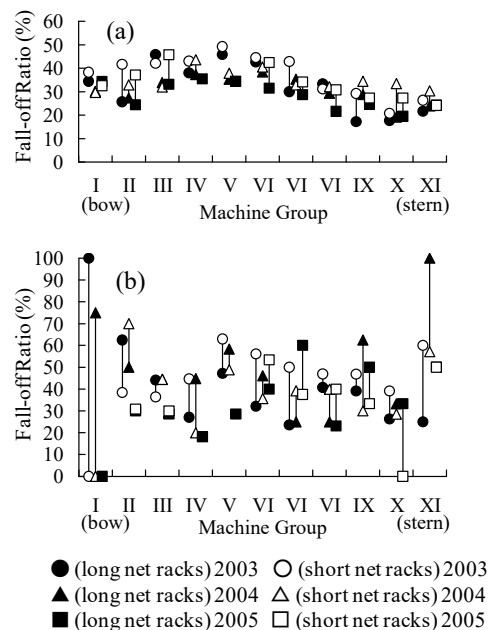 (a)
Fall-off Ratio (%)
60
50
40
30
20
10
0
I II III IV V VI VI VI IX X XI
(bow) (stern)
Machine Group
(b)
Fall-off Ratio (%)
100
90
80
70
60
50
40
30
20
10
0
I II III IV V VI VI VI IX X XI
(bow) (stern)
Machine Group
(long net racks) 2003 (short net racks) 2003
(long net racks) 2004 (short net racks) 2004
(long net racks) 2005 (short net racks) 2005